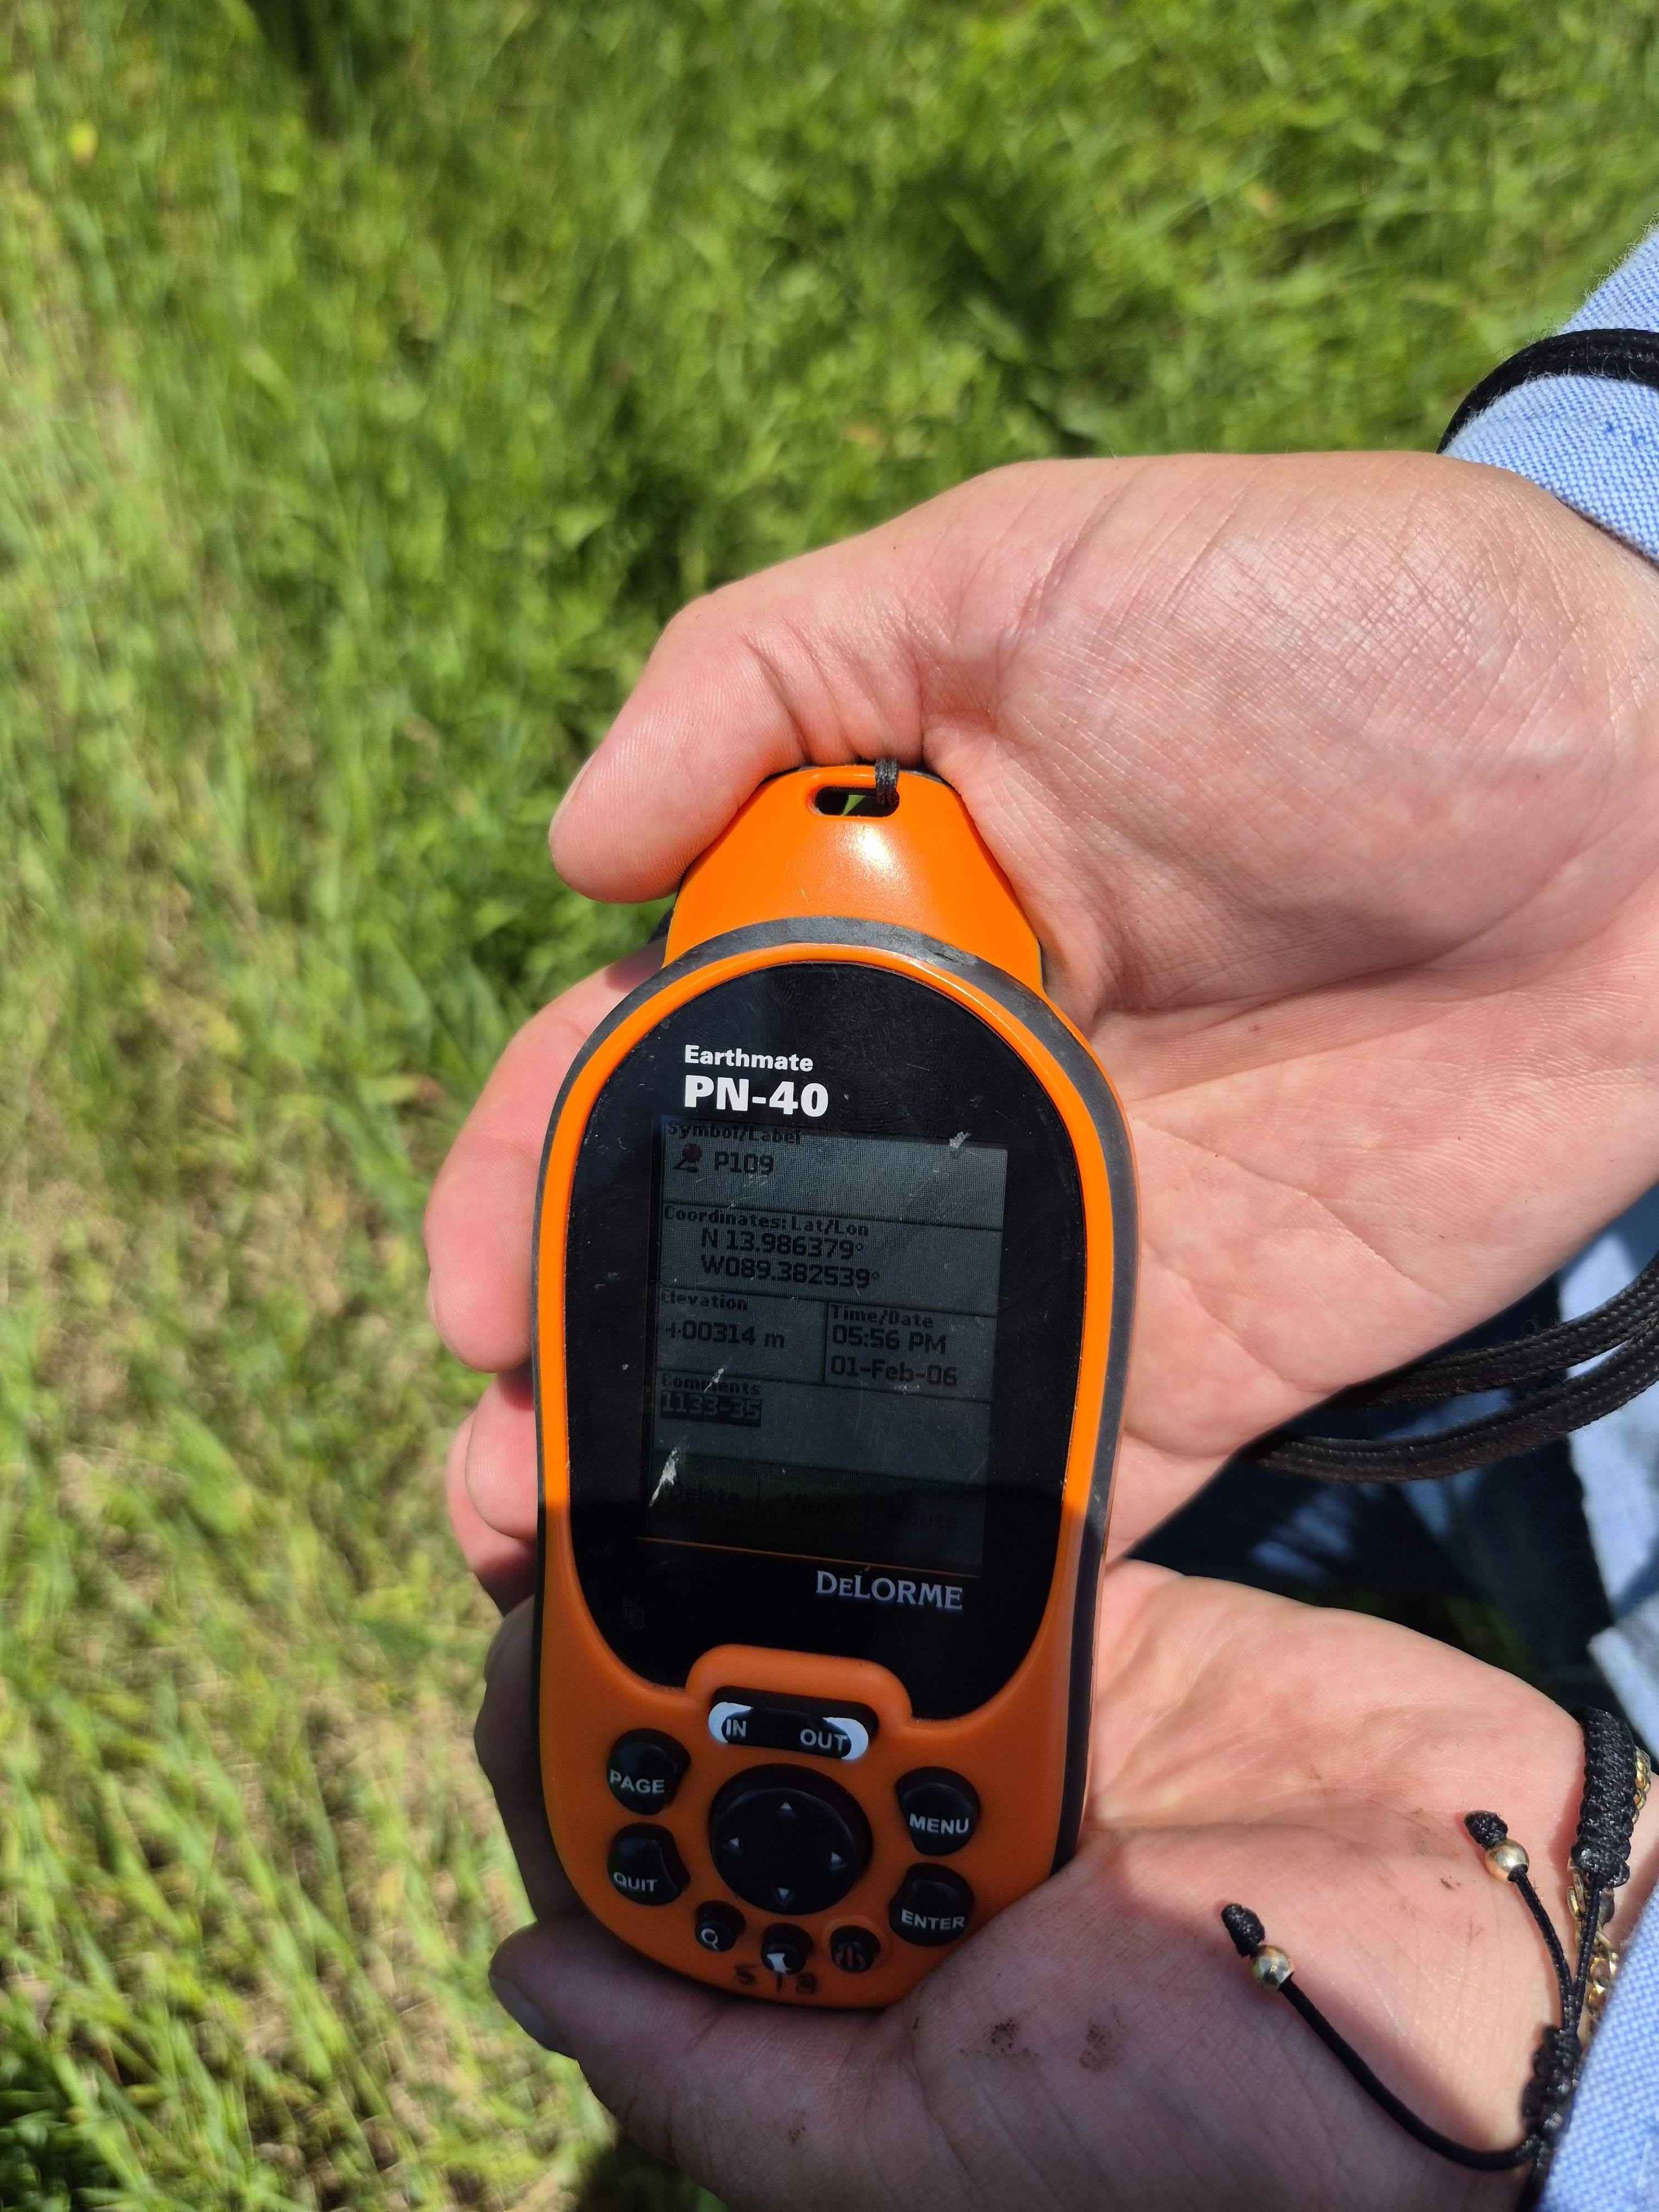 Earthmate
PN-40
Symbol/Label
P109
Coordinates: Lat/Lon
N 13.986379°
W089.382539°
Elevation
+00314 m
Time/Date
05:56 PM
01-Feb-06
Comments
1133-35
Delete
DELORME
IN OUT
PAGE
MENU
QUIT
ENTER